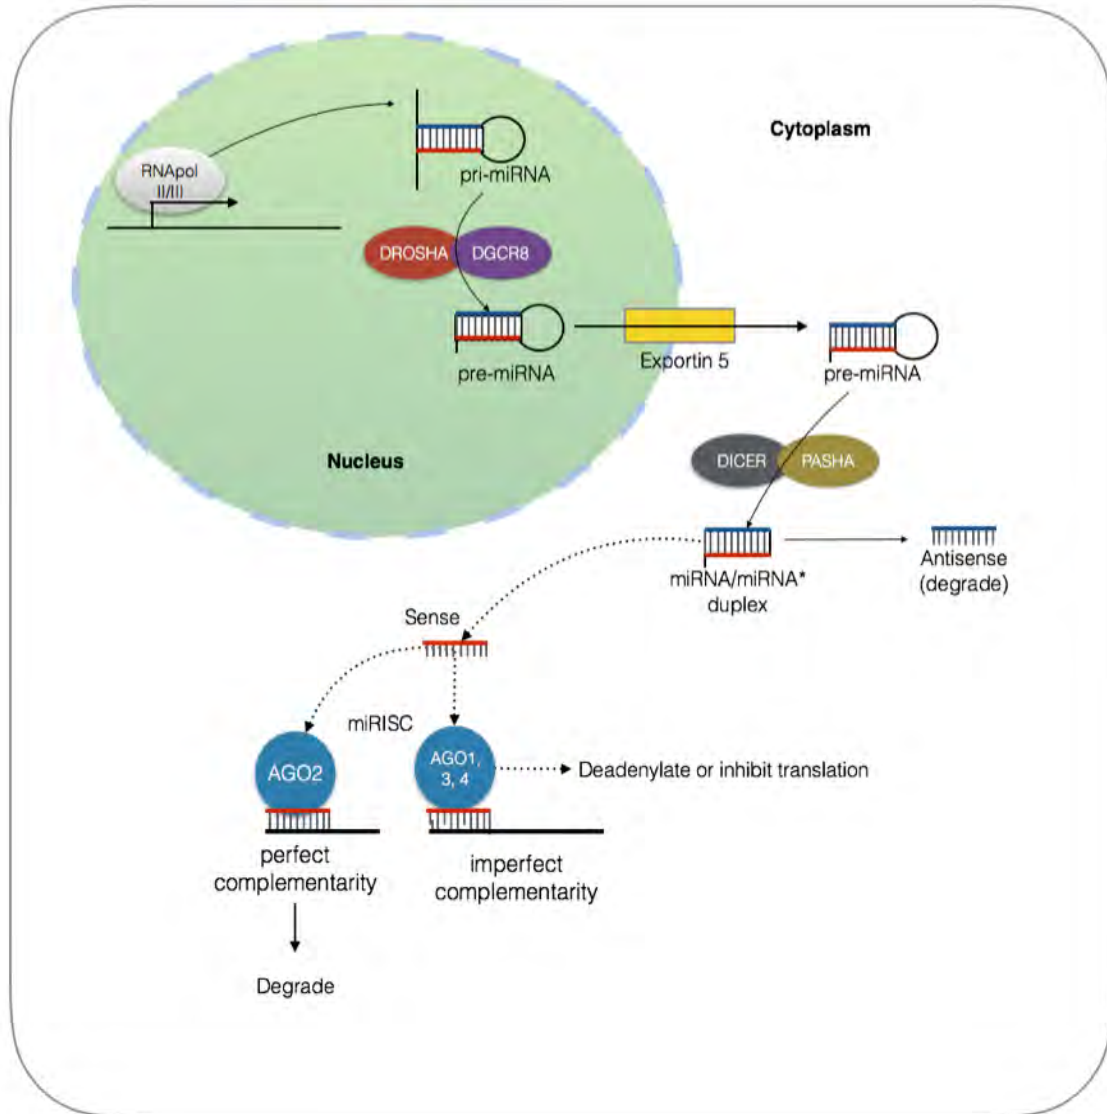 Cytoplasm
RNApol
II/III
pri-miRNA
DROSHA
DGCR8
pre-miRNA
Exportin 5
pre-miRNA
Nucleus
DICER
PASHA
miRNA/miRNA*
duplex
Antisense
(degrade)
Sense
miRISC
AGO2
AGO1,
3, 4
Deadenylate or inhibit translation
perfect
complementarity
imperfect
complementarity
Degrade